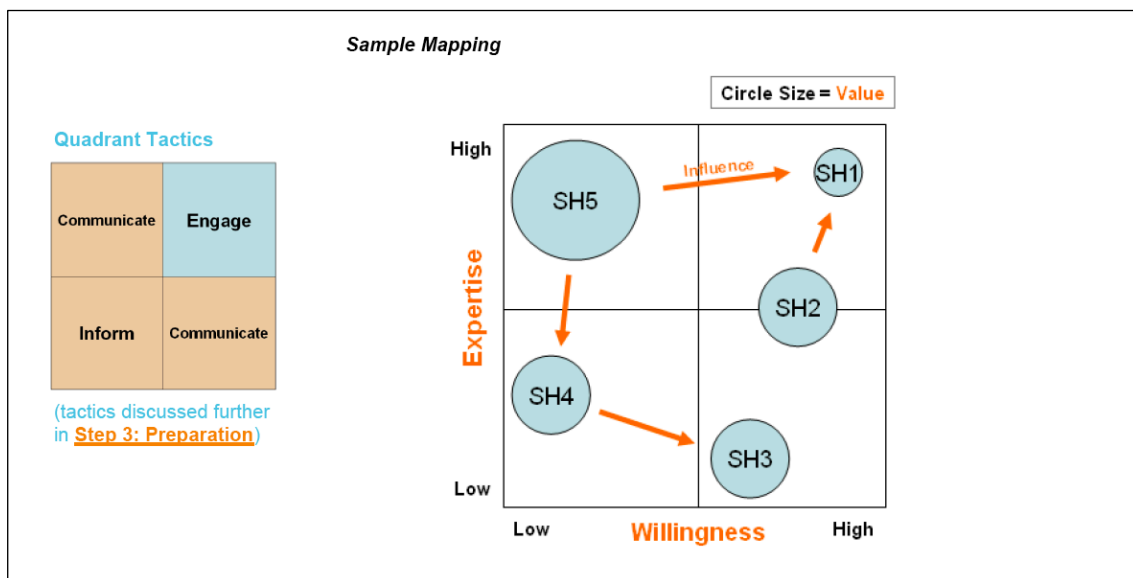 Sample Mapping
Circle Size = Value
Quadrant Tactics
Communicate
Engage
Inform
Communicate
(tactics discussed further
in Step 3: Preparation)
High
Expertise
Low
SH5
Influence
SH1
SH2
SH4
SH3
Low
Willingness
High